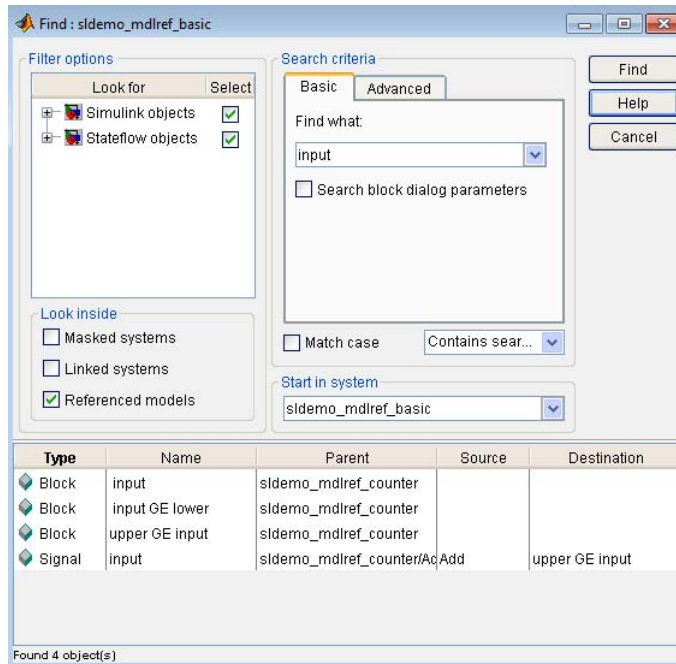 Find : sldemo_mdlref_basic
Filter options
Look for Select
Simulink objects
Stateflow objects
Look inside
Masked systems
Linked systems
Referenced models
Search criteria
Basic Advanced
Find what:
input
Search block dialog parameters
Match case Contains sear...
Start in system
sldemo_mdlref_basic
Find
Help
Cancel
Type Name Parent Source Destination
Block input sldemo_mdlref_counter
Block input GE lower sldemo_mdlref_counter
Block upper GE input sldemo_mdlref_counter
Signal input sldemo_mdlref_counter/Ac Add upper GE input
Found 4 object(s)